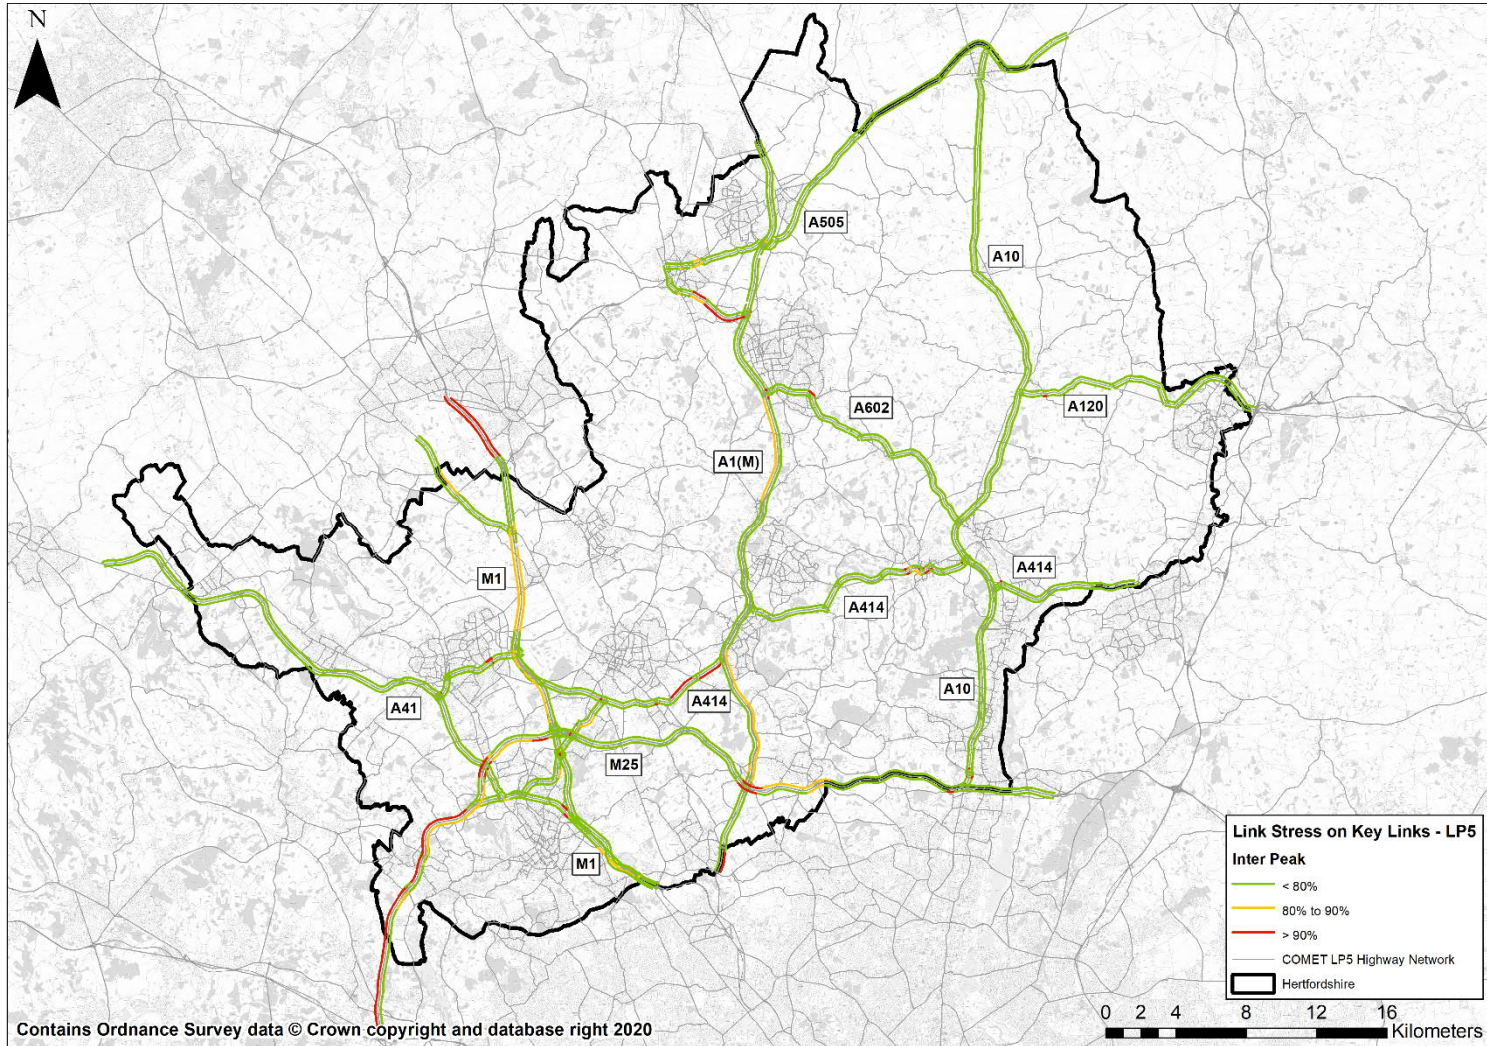 N
A505
A10
A120
A602
A1(M)
M1
A414
A414
A10
A41
A414
M25
M1
Link Stress on Key Links - LP5
Inter Peak
< 80%
80% to 90%
> 90%
COMET LP5 Highway Network
Hertfordshire
0 2 4 8 12 16
Kilometers
Contains Ordnance Survey data © Crown copyright and database right 2020